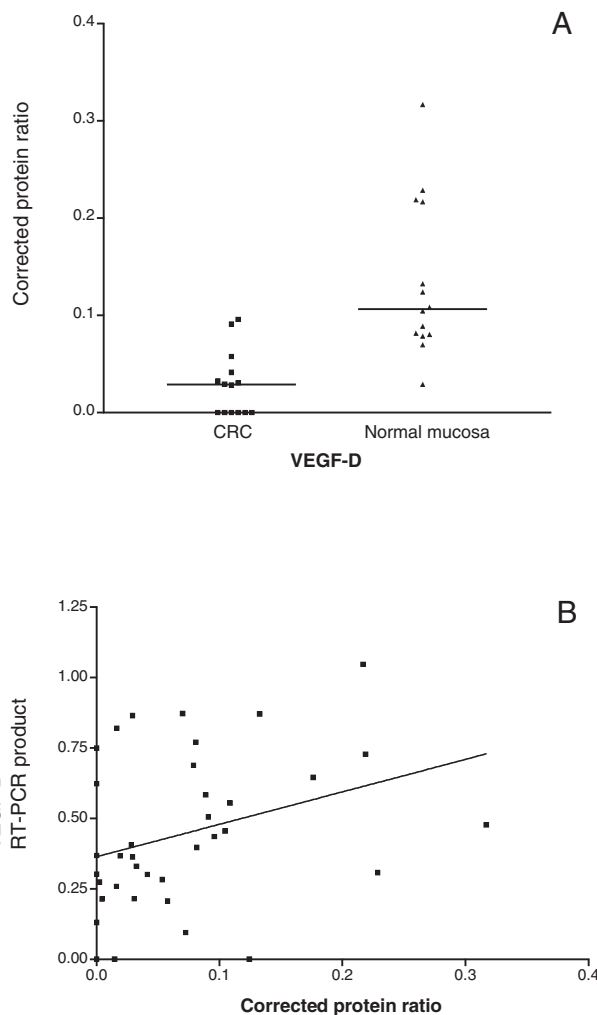 A
0.4
0.3
0.2
0.1
0.0
Corrected protein ratio
CRC Normal mucosa
VEGF-D
B
1.25
1.00
0.75
0.50
0.25
0.00
RT-PCR product
0.0 0.1 0.2 0.3 0.4
Corrected protein ratio